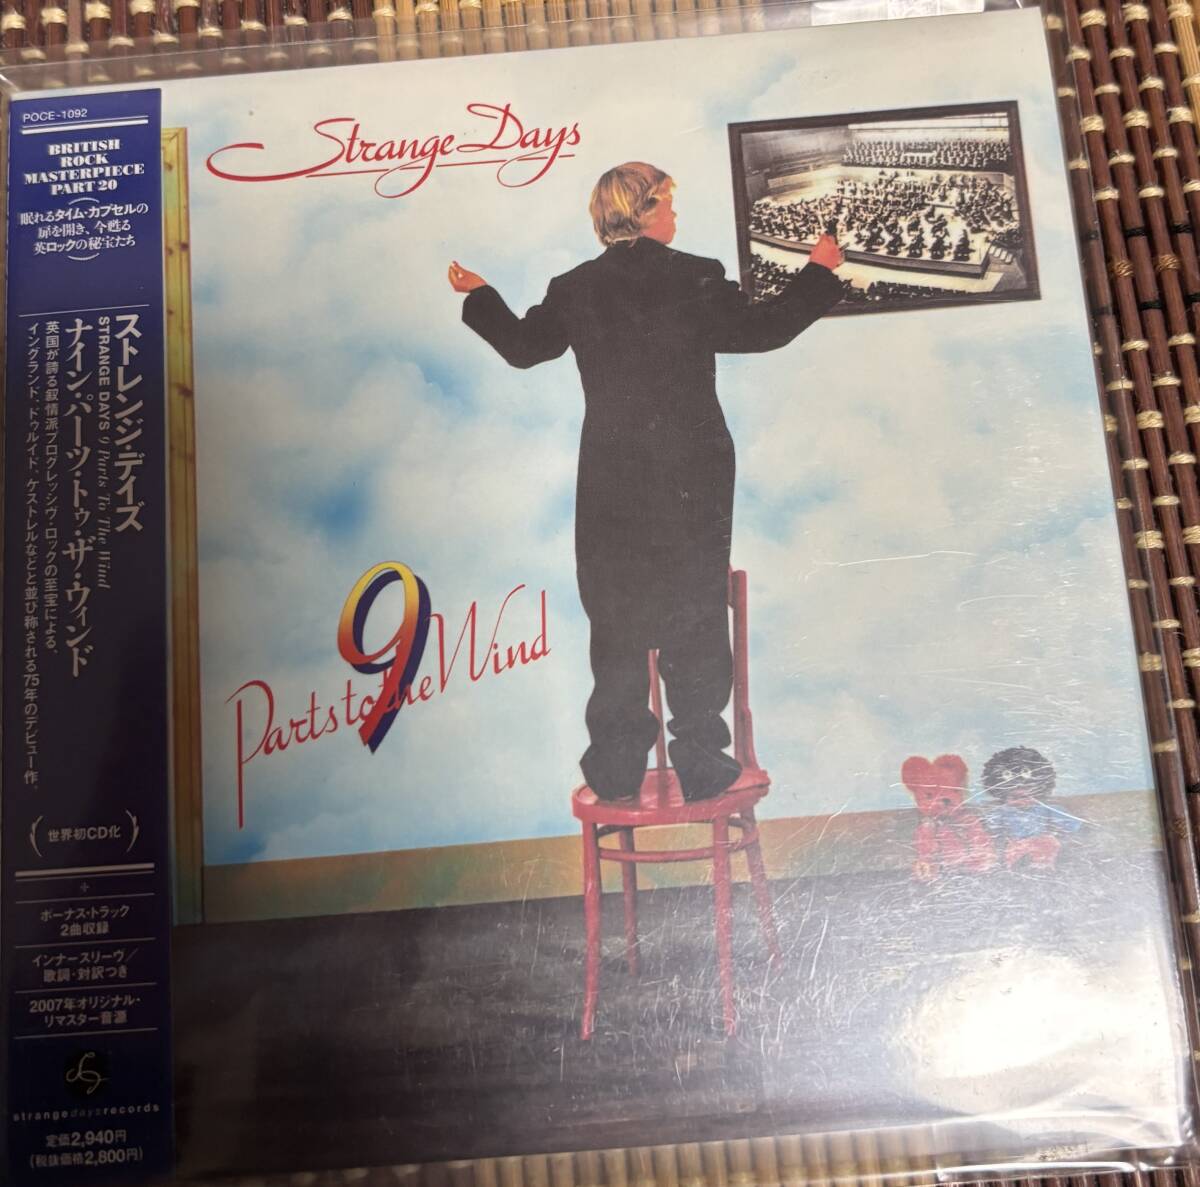 POCE-1092
BRITISH
ROCK
MASTERPIECE
PART 20
眠れるタイム・カプセルの
扉を開き、今甦る
英ロックの秘宝たち
ストレンジ・デイズ
STRANGE DAYS 9 Parts To The Wind
ナイン・パーツ・トゥ・ザ・ウィンド
英国が誇る叙情派プログレッシヴ・ロックの至宝による、
イングランド、ドゥルイド、ケストレルなどと並び称される75年のデビュー作。
世界初CD化
ボーナス・トラック
2曲収録
インナースリーヴ/
歌詞・対訳つき
2007年オリジナル・
リマスター音源
strangedaysrecords
定価2,940円
(税抜価格2,800円)
Strange Days
9
Parts to the Wind